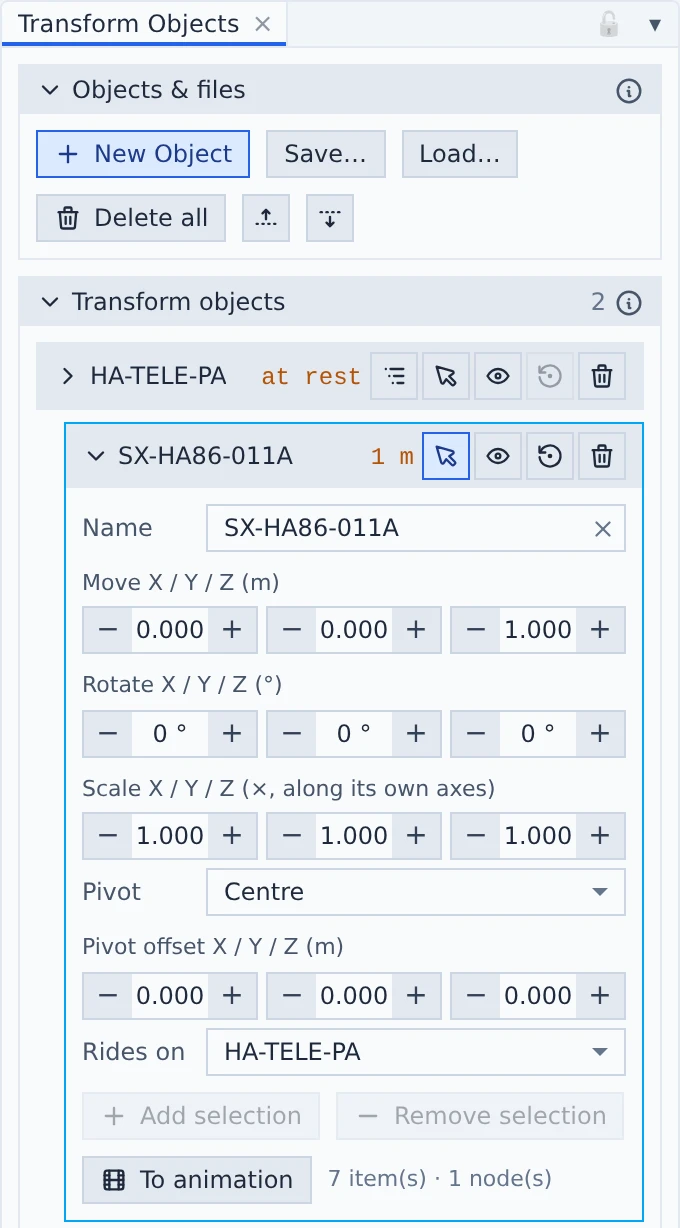 Transform Objects
Objects & files
New Object Save... Load...
Delete all
Transform objects 2
HA-TELE-PA at rest
SX-HA86-011A 1 m
Name SX-HA86-011A
Move X / Y / Z (m)
− 0.000 + − 0.000 + − 1.000 +
Rotate X / Y / Z (°)
− 0 ° + − 0 ° + − 0 ° +
Scale X / Y / Z (×, along its own axes)
− 1.000 + − 1.000 + − 1.000 +
Pivot Centre
Pivot offset X / Y / Z (m)
− 0.000 + − 0.000 + − 0.000 +
Rides on HA-TELE-PA
+ Add selection − Remove selection
To animation 7 item(s) · 1 node(s)